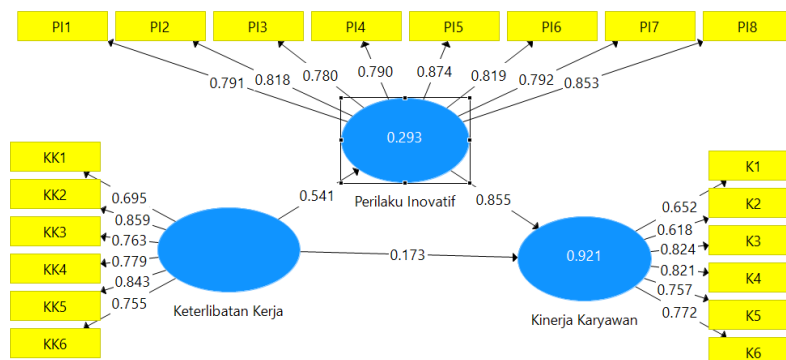 PI1 PI2 PI3 PI4 PI5 PI6 PI7 PI8
0.791 0.818 0.780 0.790 0.874 0.819 0.792 0.853
0.293
Perilaku Inovatif
KK1
KK2
KK3
KK4
KK5
KK6
0.695
0.859
0.763
0.779
0.843
0.755
Keterlibatan Kerja
0.541
0.855
0.173
0.921
Kinerja Karyawan
0.652
0.618
0.824
0.821
0.757
0.772
K1
K2
K3
K4
K5
K6